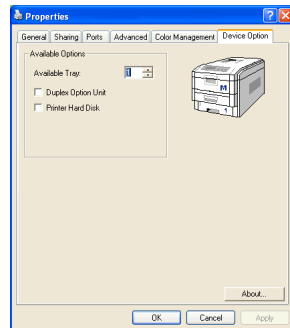 Properties
General Sharing Ports Advanced Color Management Device Option
Available Options
Available Tray: 1
Duplex Option Unit
Printer Hard Disk
M
1
About...
OK Cancel Apply